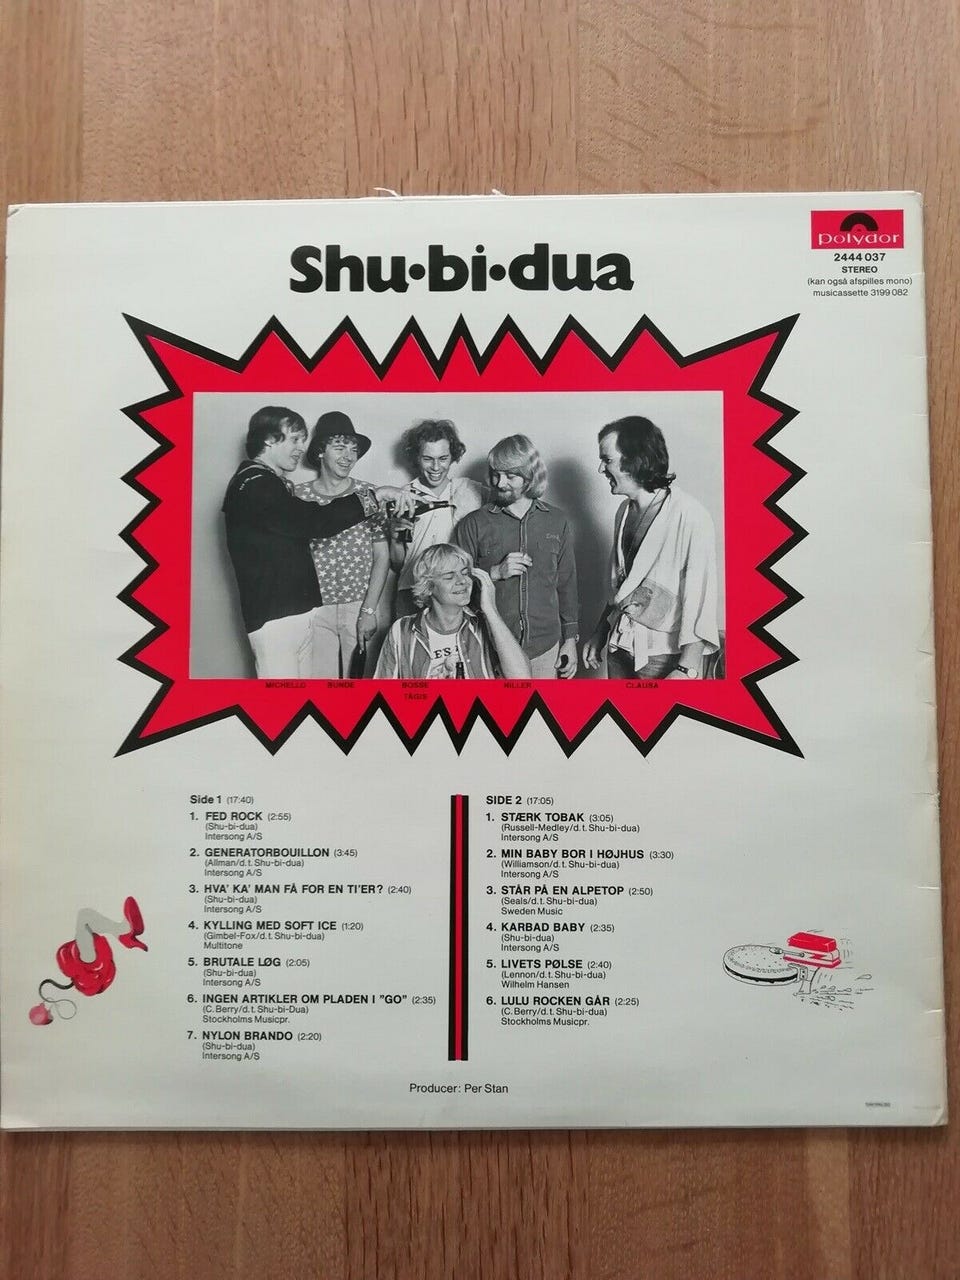 polydor
2444 037
STEREO
(kan også afspilles mono)
musicassette 3199 082
Shu•bi•dua
MICHELLO BUNDE BOSSE HILLER CLAUSA
TÅGIS
Side 1 (17:40)
1. FED ROCK (2:55)
(Shu-bi-dua)
Intersong A/S
2. GENERATORBOUILLON (3:45)
(Allman/d.t. Shu-bi-dua)
Intersong A/S
3. HVA' KA' MAN FÅ FOR EN TI'ER? (2:40)
(Shu-bi-dua)
Intersong A/S
4. KYLLING MED SOFT ICE (1:20)
(Gimbel-Fox/d.t. Shu-bi-dua)
Multitone
5. BRUTALE LØG (2:05)
(Shu-bi-dua)
Intersong A/S
6. INGEN ARTIKLER OM PLADEN I "GO" (2:35)
(C. Berry/d.t. Shu-bi-Dua)
Stockholms Musicpr.
7. NYLON BRANDO (2:20)
(Shu-bi-dua)
Intersong A/S
SIDE 2 (17:05)
1. STÆRK TOBAK (3:05)
(Russell-Medley/d.t. Shu-bi-dua)
Intersong A/S
2. MIN BABY BOR I HØJHUS (3:30)
(Williamson/d.t. Shu-bi-dua)
Intersong A/S
3. STÅR PÅ EN ALPETOP (2:50)
(Seals/d.t. Shu-bi-dua)
Sweden Music
4. KARBAD BABY (2:35)
(Shu-bi-dua)
Intersong A/S
5. LIVETS PØLSE (2:40)
(Lennon/d.t. Shu-bi-dua)
Wilhelm Hansen
6. LULU ROCKEN GÅR (2:25)
(C. Berry/d.t. Shu-bi-dua)
Stockholms Musicpr.
Producer: Per Stan